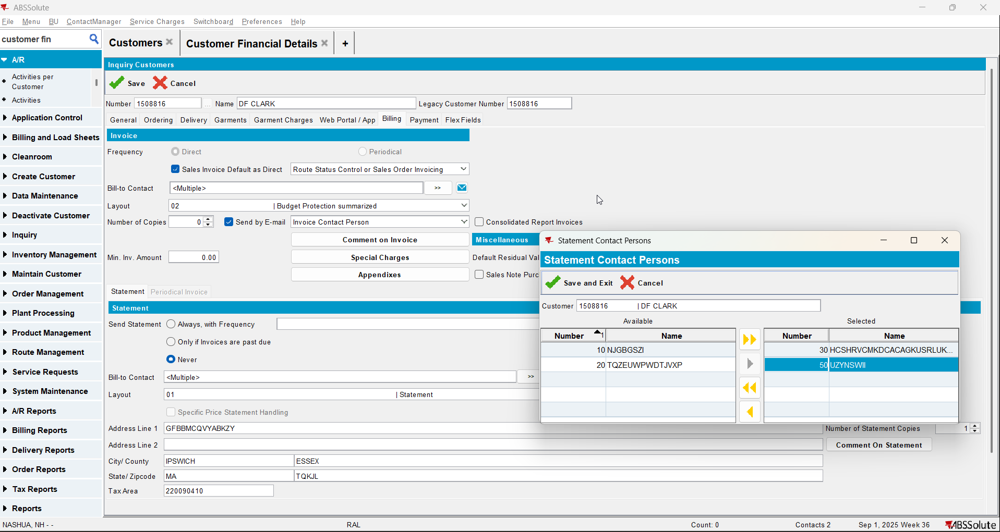 ABSSolute
File Menu BU ContactManager Service Charges Switchboard Preferences Help
customer fin
Customers
Customer Financial Details
+
A/R
Activities per
Customer
Activities
Application Control
Billing and Load Sheets
Cleanroom
Create Customer
Data Maintenance
Deactivate Customer
Inquiry
Inventory Management
Maintain Customer
Order Management
Plant Processing
Product Management
Route Management
Service Requests
System Maintenance
A/R Reports
Billing Reports
Delivery Reports
Order Reports
Tax Reports
Reports
Inquiry Customers
Save Cancel
Number 1508816 ... Name DF CLARK Legacy Customer Number 1508816
General Ordering Delivery Garments Garment Charges Web Portal / App Billing Payment Flex Fields
Invoice
Frequency Direct Periodical
Sales Invoice Default as Direct Route Status Control or Sales Order Invoicing
Bill-to Contact <Multiple> >>
Layout 02 | Budget Protection summarized
Number of Copies 0 Send by E-mail Invoice Contact Person Consolidated Report Invoices
Comment on Invoice Miscellaneous
Min. Inv. Amount 0.00 Special Charges Default Residual Val
Appendixes Sales Note Purc
Statement Periodical Invoice
Statement
Send Statement Always, with Frequency
Only if Invoices are past due
Never
Bill-to Contact <Multiple> >>
Layout 01 | Statement
Specific Price Statement Handling
Address Line 1 GFBBMCQVYABKZY Number of Statement Copies 1
Address Line 2 Comment On Statement
City/ County IPSWICH ESSEX
State/ Zipcode MA TQKJL
Tax Area 220090410
Statement Contact Persons
Statement Contact Persons
Save and Exit Cancel
Customer 1508816 | DF CLARK
Available Selected
Number 1 Name Number Name
10 NJGBGSZI 30 HCSHRVCMKDCACAGKUSRLUK...
20 TQZEUWPWDTJVXP 50 UZYNSWII
NASHUA, NH - - RAL Count: 0 Contacts 2 Sep 1, 2025 Week 36 ABSSolute